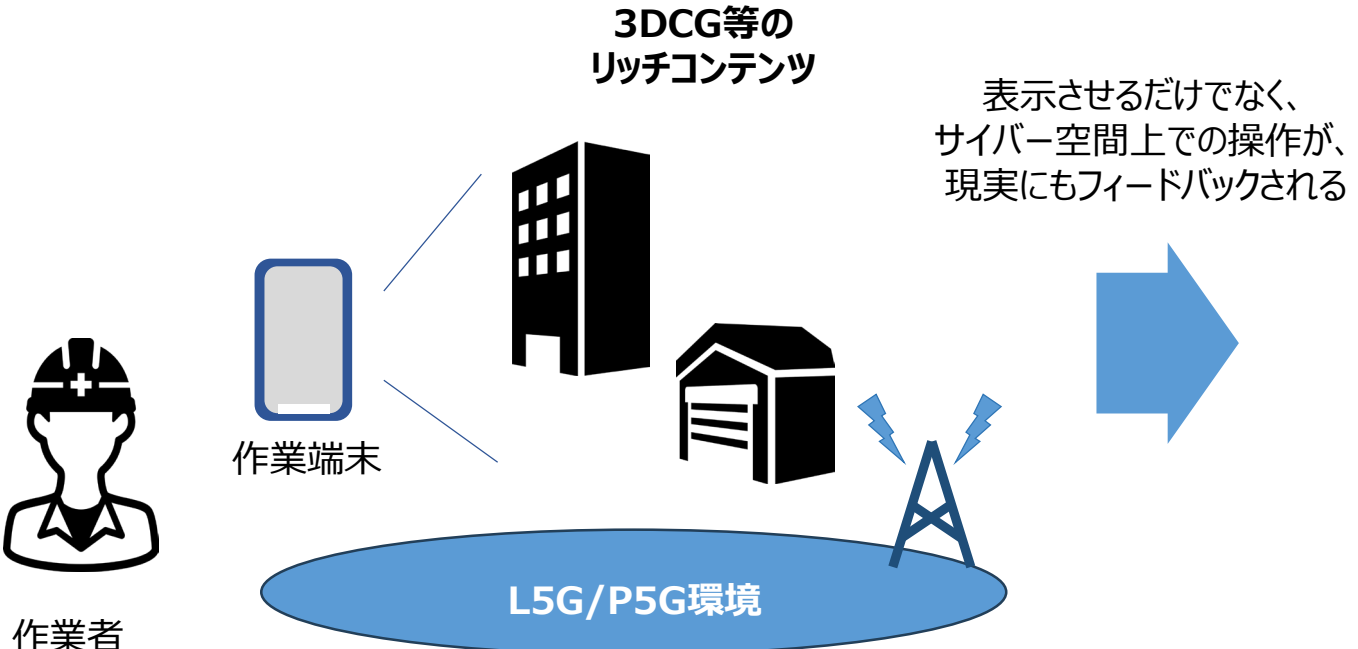 3DCG等の
リッチコンテンツ
表示させるだけでなく、
サイバー空間上での操作が、
現実にもフィードバックされる
作業端末
L5G/P5G環境
作業者